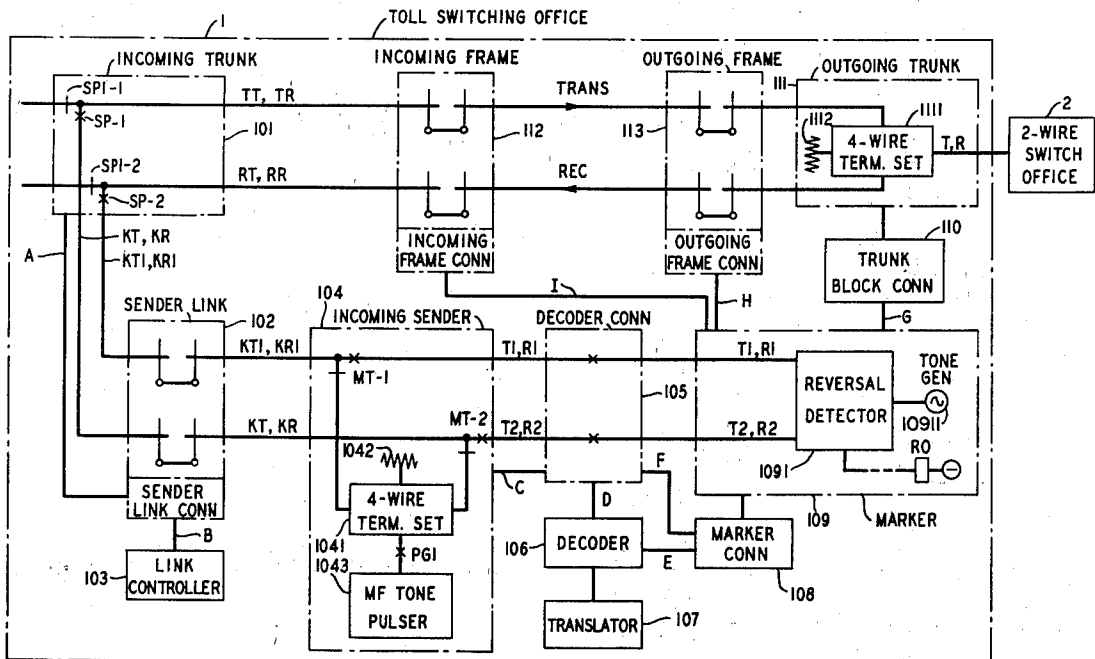 1
TOLL SWITCHING OFFICE
INCOMING TRUNK
INCOMING FRAME
OUTGOING FRAME
OUTGOING TRUNK
SPI-1
SP-1
TT, TR
TRANS
111
1112
1111
2
101
112
113
4-WIRE
TERM. SET
T,R
2-WIRE
SWITCH
OFFICE
SPI-2
SP-2
RT, RR
REC
KT, KR
KTI,KRI
A
INCOMING
FRAME CONN
OUTGOING
FRAME CONN
110
TRUNK
BLOCK CONN
I
H
G
SENDER LINK
102
104
INCOMING SENDER
DECODER CONN
KTI, KRI
MT-1
TI,RI
105
TI,RI
REVERSAL
DETECTOR
TONE
GEN
10911
KT, KR
MT-2
T2,R2
T2,R2
1042
1091
RO
SENDER
LINK CONN
4-WIRE
TERM. SET
1041
C
D
F
109
MARKER
B
103
LINK
CONTROLLER
PGI
1043
MF TONE
PULSER
106
DECODER
E
MARKER
CONN
108
TRANSLATOR
107